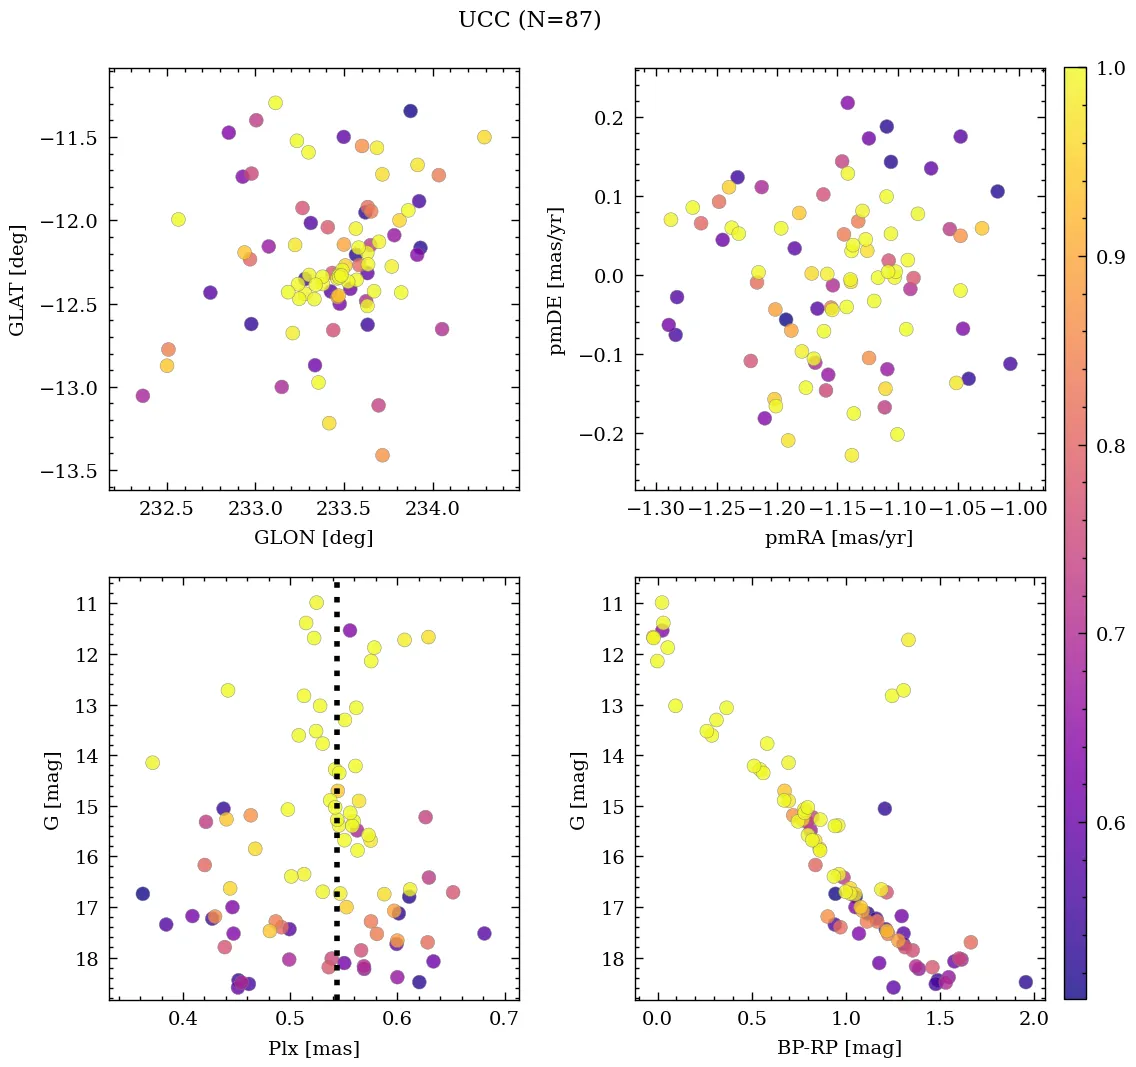 UCC (N=87)
−11.5
−12.0
−12.5
−13.0
−13.5
GLAT [deg]
232.5 233.0 233.5 234.0
GLON [deg]
0.2
0.1
0.0
−0.1
−0.2
pmDE [mas/yr]
−1.30 −1.25 −1.20 −1.15 −1.10 −1.05 −1.00
pmRA [mas/yr]
1.0
0.9
0.8
0.7
0.6
11
12
13
14
15
16
17
18
G [mag]
0.4 0.5 0.6 0.7
Plx [mas]
11
12
13
14
15
16
17
18
G [mag]
0.0 0.5 1.0 1.5 2.0
BP-RP [mag]